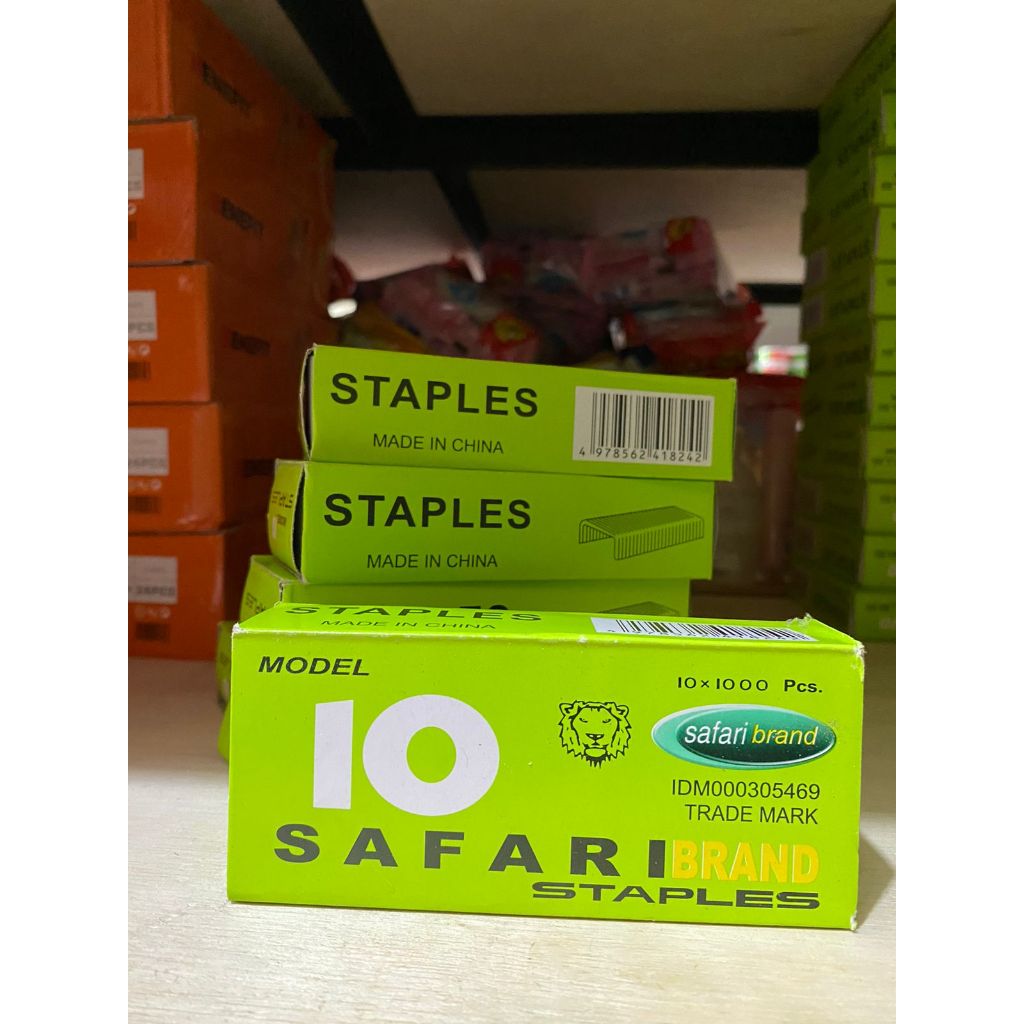 STAPLES
MADE IN CHINA
4 978562 418242
STAPLES
MADE IN CHINA
STAPLES
MADE IN CHINA
MODEL
10
10×1000 Pcs.
safari brand
IDM000305469
TRADE MARK
SAFARI BRAND
STAPLES